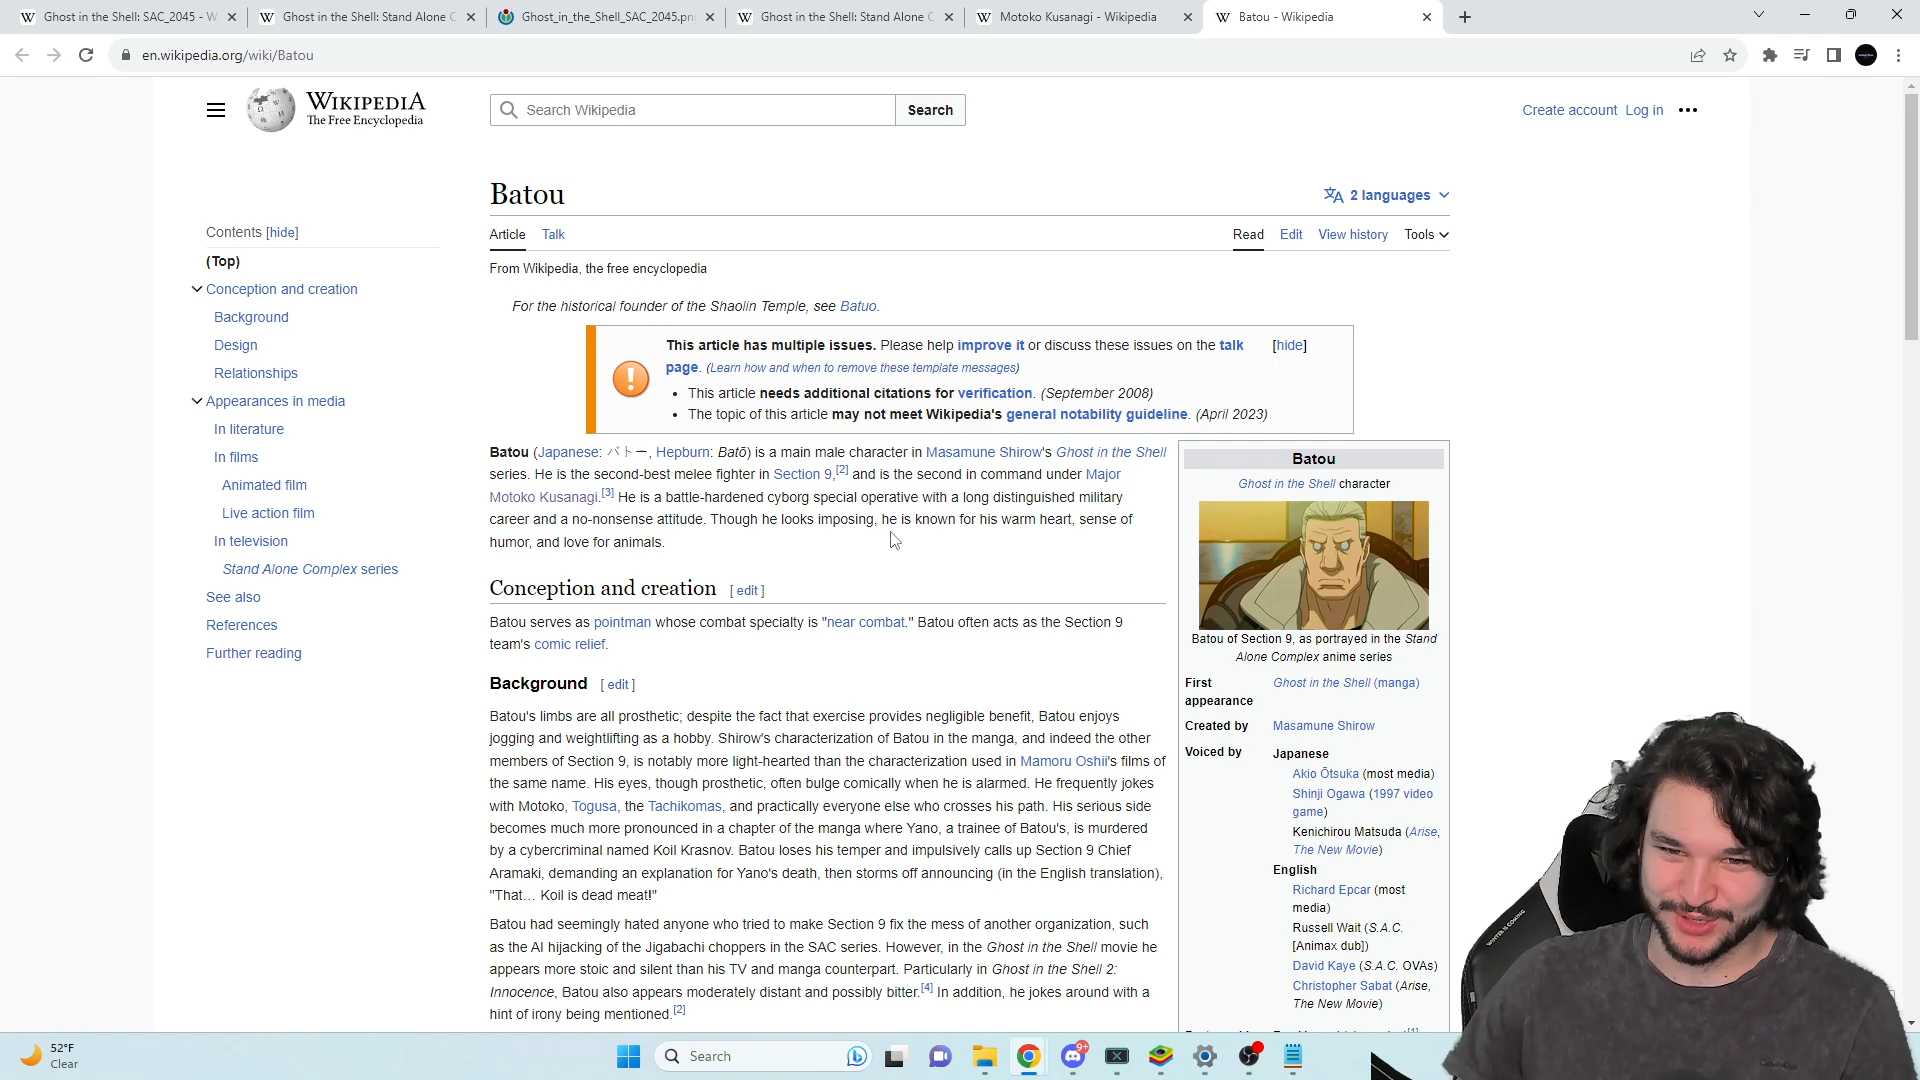 Ghost in the Shell: SAC_2045 - W
Ghost in the Shell: Stand Alone C
Ghost_in_the_Shell_SAC_2045.pn
Ghost in the Shell: Stand Alone C
Motoko Kusanagi - Wikipedia
Batou - Wikipedia
en.wikipedia.org/wiki/Batou
WIKIPEDIA
The Free Encyclopedia
Search Wikipedia
Search
Create account Log in
Batou
2 languages
Contents [hide]
(Top)
Conception and creation
Background
Design
Relationships
Appearances in media
In literature
In films
Animated film
Live action film
In television
Stand Alone Complex series
See also
References
Further reading
Article Talk
Read Edit View history Tools
From Wikipedia, the free encyclopedia
For the historical founder of the Shaolin Temple, see Batuo.
This article has multiple issues. Please help improve it or discuss these issues on the talk [hide]
page. (Learn how and when to remove these template messages)
• This article needs additional citations for verification. (September 2008)
• The topic of this article may not meet Wikipedia's general notability guideline. (April 2023)
Batou (Japanese: バトー, Hepburn: Batō) is a main male character in Masamune Shirow's Ghost in the Shell
series. He is the second-best melee fighter in Section 9,[2] and is the second in command under Major
Motoko Kusanagi.[3] He is a battle-hardened cyborg special operative with a long distinguished military
career and a no-nonsense attitude. Though he looks imposing, he is known for his warm heart, sense of
humor, and love for animals.
Conception and creation [ edit ]
Batou serves as pointman whose combat specialty is "near combat." Batou often acts as the Section 9
team's comic relief.
Background [ edit ]
Batou's limbs are all prosthetic; despite the fact that exercise provides negligible benefit, Batou enjoys
jogging and weightlifting as a hobby. Shirow's characterization of Batou in the manga, and indeed the other
members of Section 9, is notably more light-hearted than the characterization used in Mamoru Oshii's films of
the same name. His eyes, though prosthetic, often bulge comically when he is alarmed. He frequently jokes
with Motoko, Togusa, the Tachikomas, and practically everyone else who crosses his path. His serious side
becomes much more pronounced in a chapter of the manga where Yano, a trainee of Batou's, is murdered
by a cybercriminal named Koil Krasnov. Batou loses his temper and impulsively calls up Section 9 Chief
Aramaki, demanding an explanation for Yano's death, then storms off announcing (in the English translation),
"That... Koil is dead meat!"
Batou had seemingly hated anyone who tried to make Section 9 fix the mess of another organization, such
as the AI hijacking of the Jigabachi choppers in the SAC series. However, in the Ghost in the Shell movie he
appears more stoic and silent than his TV and manga counterpart. Particularly in Ghost in the Shell 2:
Innocence, Batou also appears moderately distant and possibly bitter.[4] In addition, he jokes around with a
hint of irony being mentioned.[2]
Batou
Ghost in the Shell character
Batou of Section 9, as portrayed in the Stand
Alone Complex anime series
First appearance Ghost in the Shell (manga)
Created by Masamune Shirow
Voiced by Japanese
Akio Ōtsuka (most media)
Shinji Ogawa (1997 video
game)
Kenichirou Matsuda (Arise,
The New Movie)
English
Richard Epcar (most
media)
Russell Wait (S.A.C.
[Animax dub])
David Kaye (S.A.C. OVAs)
Christopher Sabat (Arise,
The New Movie)
WINTER IS COMING
52°F
Clear
Search
9+